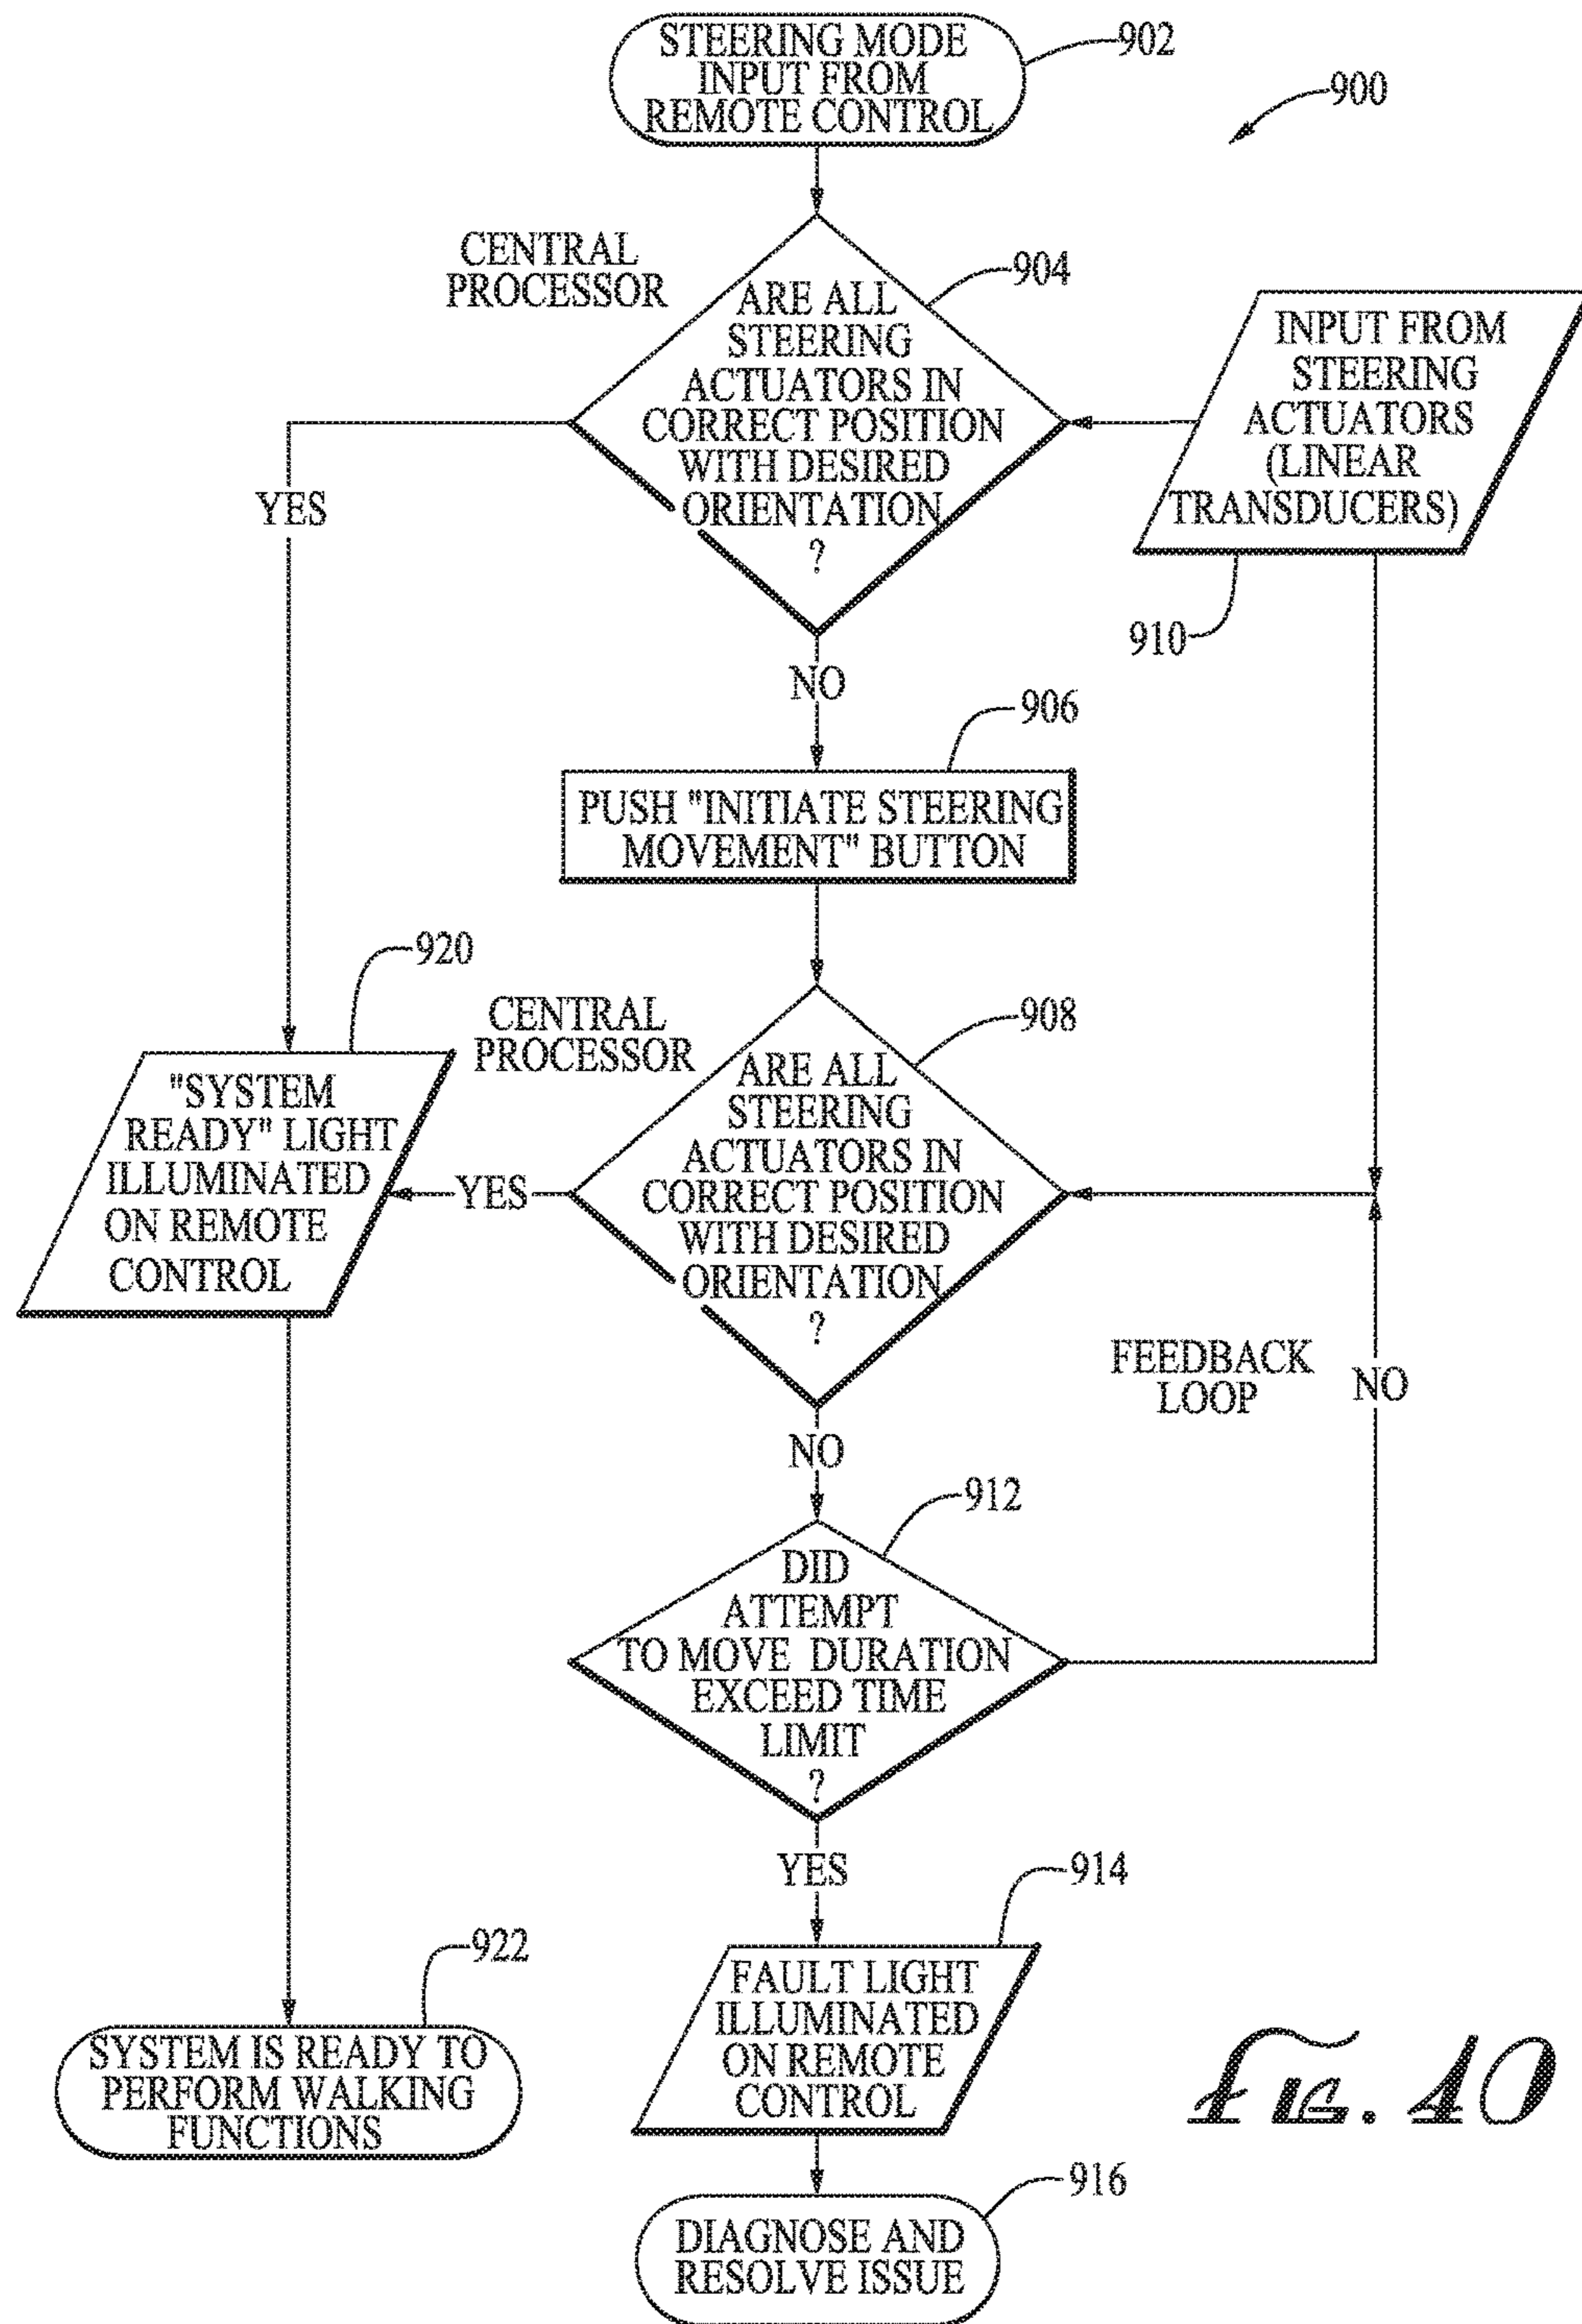 STEERING MODE
INPUT FROM
REMOTE CONTROL
902
900
CENTRAL
PROCESSOR
904
ARE ALL
STEERING
ACTUATORS IN
CORRECT POSITION
WITH DESIRED
ORIENTATION
?
INPUT FROM
STEERING
ACTUATORS
(LINEAR
TRANSDUCERS)
910
YES
NO
906
PUSH "INITIATE STEERING
MOVEMENT" BUTTON
920
"SYSTEM
READY" LIGHT
ILLUMINATED
ON REMOTE
CONTROL
CENTRAL
PROCESSOR
908
ARE ALL
STEERING
ACTUATORS IN
CORRECT POSITION
WITH DESIRED
ORIENTATION
?
YES
FEEDBACK
LOOP
NO
NO
912
DID
ATTEMPT
TO MOVE DURATION
EXCEED TIME
LIMIT
?
YES
914
FAULT LIGHT
ILLUMINATED
ON REMOTE
CONTROL
922
SYSTEM IS READY TO
PERFORM WALKING
FUNCTIONS
916
DIAGNOSE AND
RESOLVE ISSUE
FIG. 40